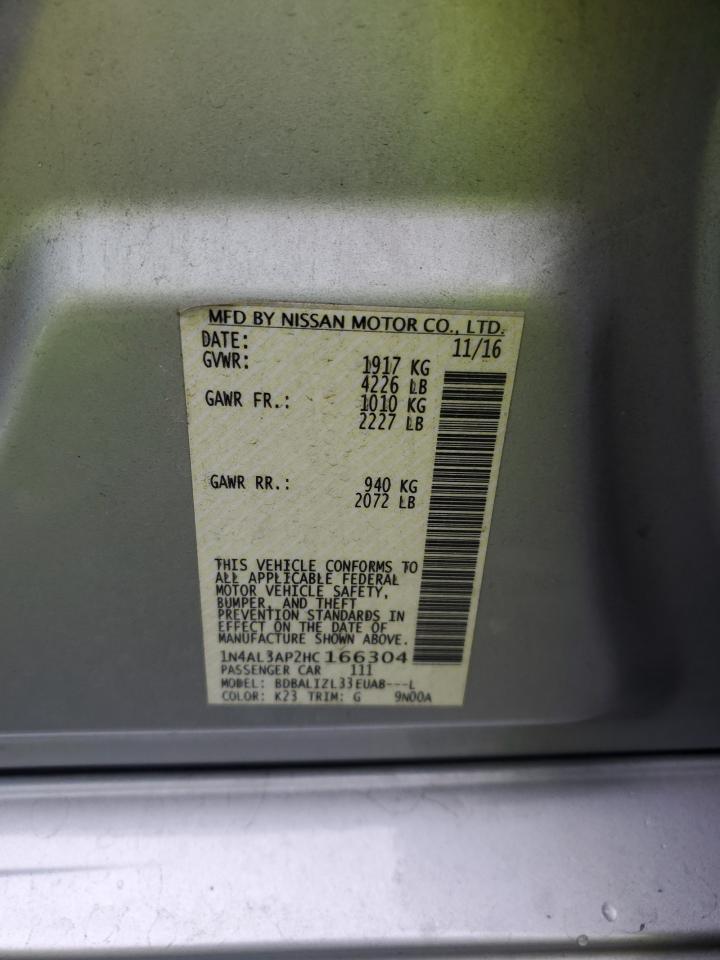 MFD BY NISSAN MOTOR CO., LTD.
DATE: 11/16
GVWR: 1917 KG
4226 LB
GAWR FR.: 1010 KG
2227 LB
GAWR RR.: 940 KG
2072 LB
THIS VEHICLE CONFORMS TO
ALL APPLICABLE FEDERAL
MOTOR VEHICLE SAFETY,
BUMPER, AND THEFT
PREVENTION STANDARDS IN
EFFECT ON THE DATE OF
MANUFACTURE SHOWN ABOVE.
1N4AL3AP2HC166304
PASSENGER CAR 111
MODEL: BDBALIZL33EUAB---L
COLOR: K23 TRIM: G 9N00A